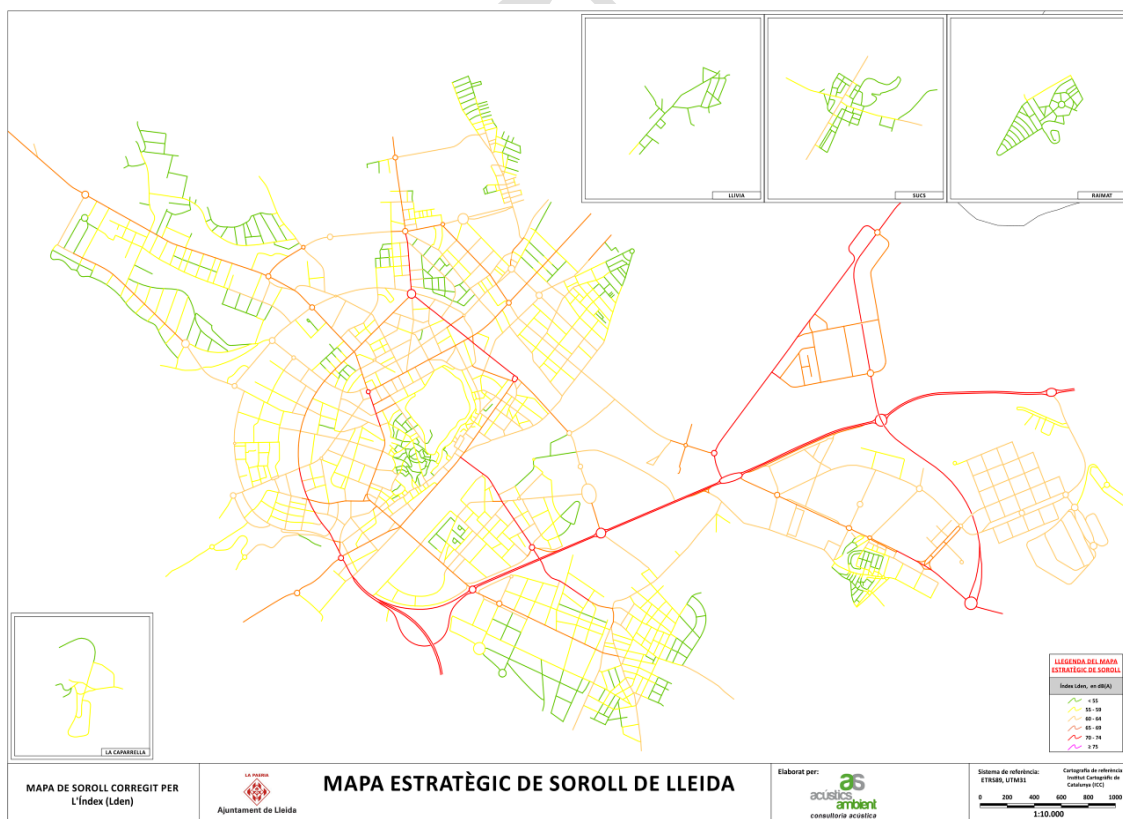 LLIVIA
SUCS
RAIMAT
LA CAPARRELLA
LLEGENDA DEL MAPA
ESTRATÈGIC DE SOROLL
Índex Lden, en dB(A)
< 55
55 - 59
60 - 64
65 - 69
70 - 74
≥ 75
MAPA DE SOROLL CORREGIT PER
L'Índex (Lden)
LA PAERIA
Ajuntament de Lleida
MAPA ESTRATÈGIC DE SOROLL DE LLEIDA
Elaborat per:
acústics
ambient
consultoria acústica
Sistema de referència:
ETRS89, UTM31
Cartografia de referència
Institut Cartogràfic de
Catalunya (ICC)
0 200 400 600 800 1000
1:10.000